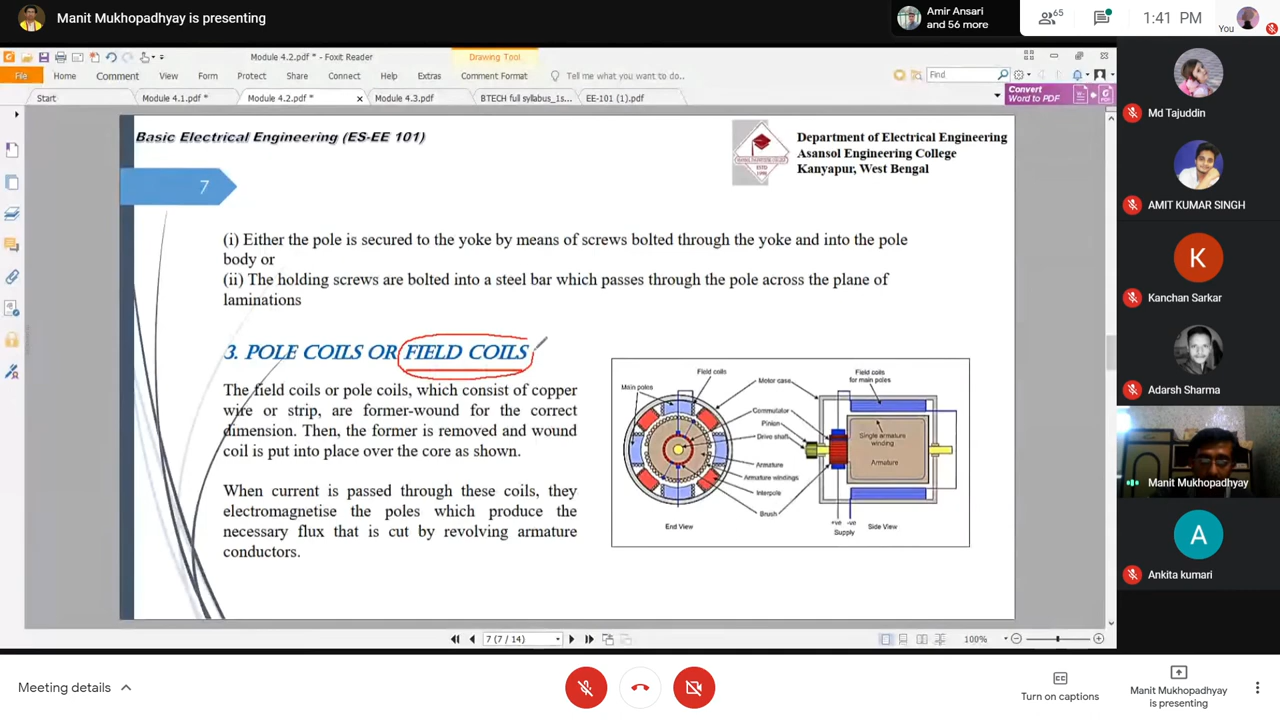 Manit Mukhopadhyay is presenting
Amir Ansari
and 56 more
65
1:41 PM
You
Module 4.2.pdf * - Foxit Reader
Drawing Tool
File
Home
Comment
View
Form
Protect
Share
Connect
Help
Extras
Comment Format
Tell me what you want to do...
Find
Start
Module 4.1.pdf *
Module 4.2.pdf *
Module 4.3.pdf
BTECH full syllabus_1s...
EE-101 (1).pdf
Convert
Word to PDF
Basic Electrical Engineering (ES-EE 101)
Department of Electrical Engineering
Asansol Engineering College
Kanyapur, West Bengal
7
(i) Either the pole is secured to the yoke by means of screws bolted through the yoke and into the pole
body or
(ii) The holding screws are bolted into a steel bar which passes through the pole across the plane of
laminations
3. POLE COILS OR FIELD COILS
The field coils or pole coils, which consist of copper
wire or strip, are former-wound for the correct
dimension. Then, the former is removed and wound
coil is put into place over the core as shown.
When current is passed through these coils, they
electromagnetise the poles which produce the
necessary flux that is cut by revolving armature
conductors.
Main poles
Field coils
Motor case
Commutator
Pinion
Drive shaft
Armature
Armature windings
Interpole
Brush
End View
Field coils
for main poles
Single armature
winding
Armature
+ve -ve
Supply
Side View
7 (7 / 14)
100%
Md Tajuddin
AMIT KUMAR SINGH
K
Kanchan Sarkar
Adarsh Sharma
Manit Mukhopadhyay
A
Ankita kumari
Meeting details
Turn on captions
Manit Mukhopadhyay
is presenting